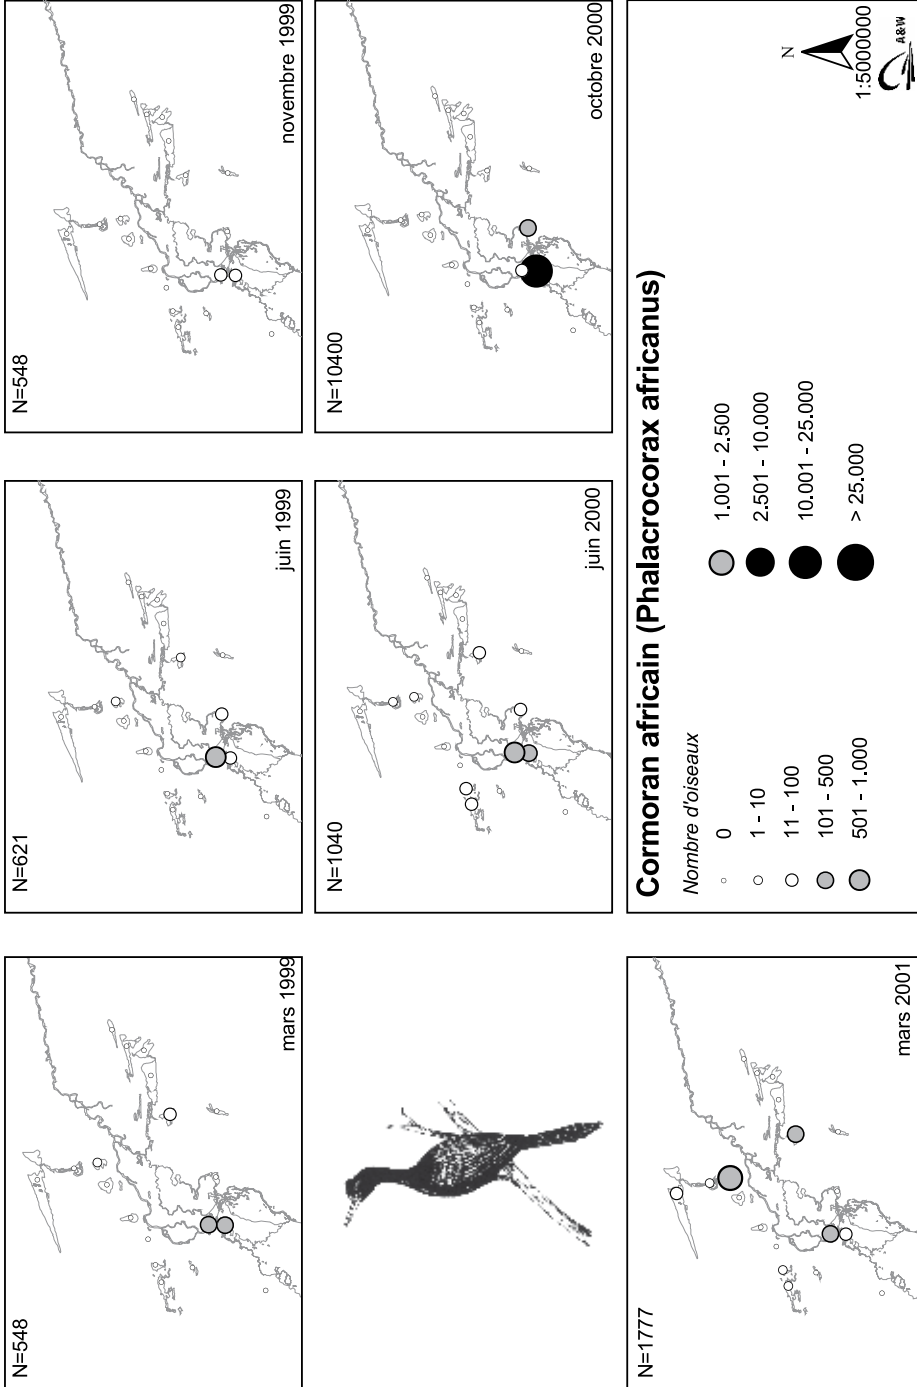 N=548
mars 1999
N=621
juin 1999
N=548
novembre 1999
N=1040
juin 2000
N=10400
octobre 2000
N=1777
mars 2001
Cormoran africain (Phalacrocorax africanus)
Nombre d'oiseaux
0
1 - 10
11 - 100
101 - 500
501 - 1.000
1.001 - 2.500
2.501 - 10.000
10.001 - 25.000
> 25.000
N
1:5000000
A&W